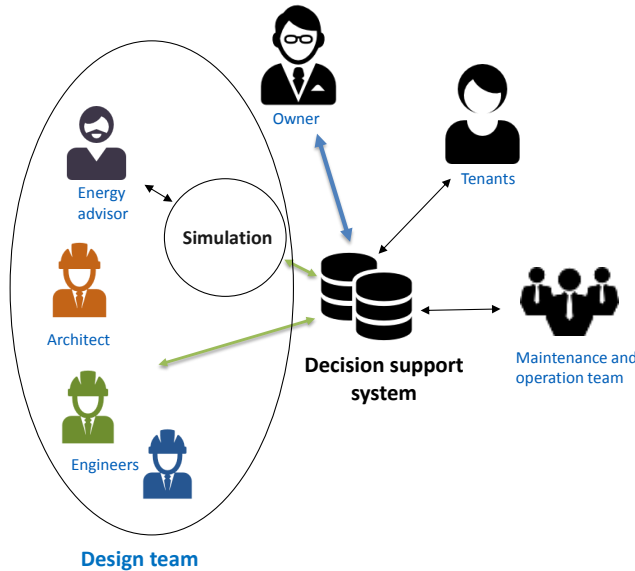 Owner
Tenants
Energy
advisor
Simulation
Architect
Decision support
system
Maintenance and
operation team
Engineers
Design team